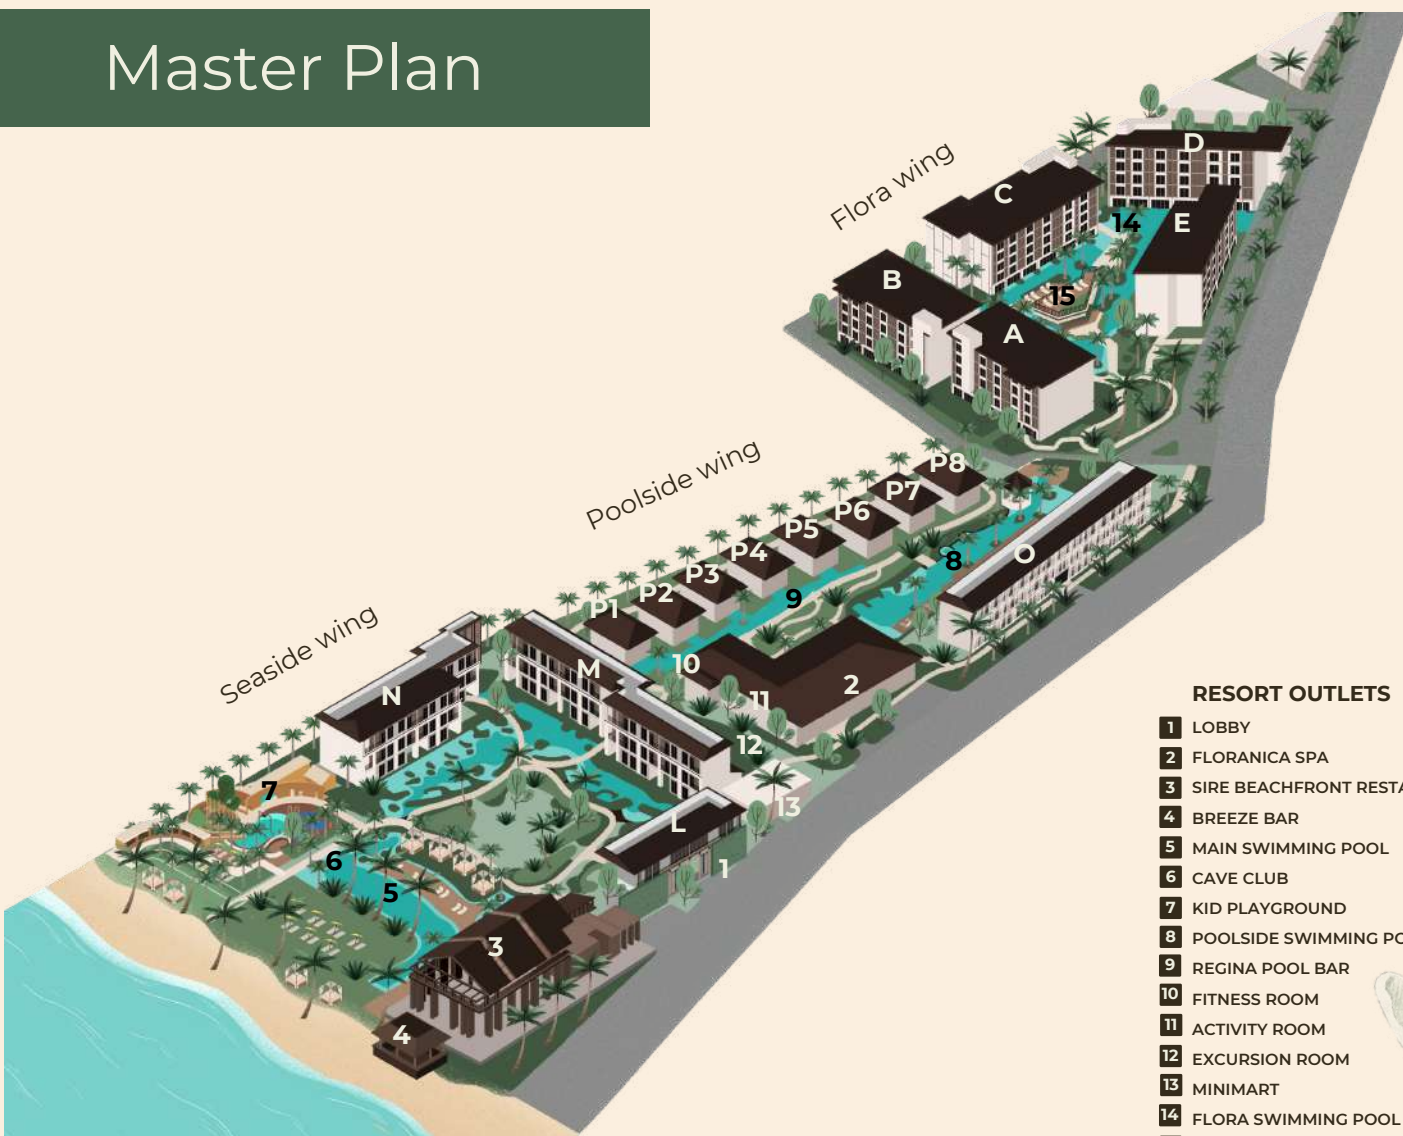 Master Plan
Flora wing
D
C
14
E
B
15
A
Poolside wing
P8
P7
P6
P5
P4
P3
P2
P1
8
O
9
Seaside wing
M
10
N
11
2
12
7
13
L
6
1
5
3
4
RESORT OUTLETS
1 LOBBY
2 FLORANICA SPA
3 SIRE BEACHFRONT
4 BREEZE BAR
5 MAIN SWIMMING POOL
6 CAVE CLUB
7 KID PLAYGROUND
8 POOLSIDE SWIMMING
9 REGINA POOL BAR
10 FITNESS ROOM
11 ACTIVITY ROOM
12 EXCURSION ROOM
13 MINIMART
14 FLORA SWIMMING POOL